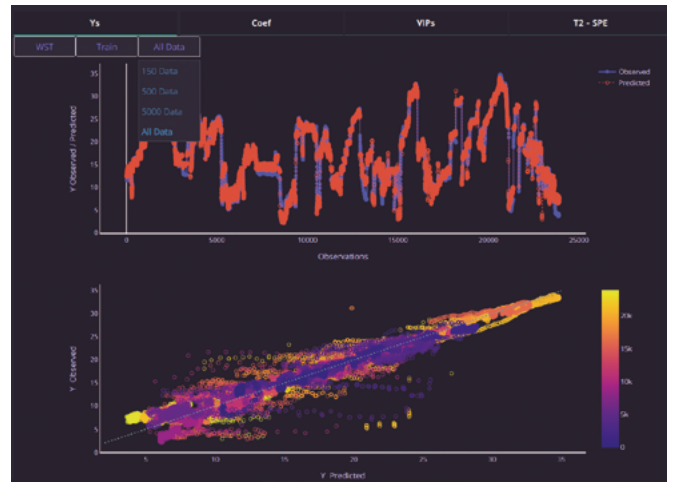 Ys Coef VIPs T2 - SPE
WST Train All Data
150 Data
500 Data
5000 Data
All Data
Observed
Predicted
Y Observed / Predicted
35
25
20
15
10
5
0
0 5000 10000 15000 20000 25000
Observations
Y Observed
35
30
25
20
15
10
5
0
5 10 15 20 25 30 35
Y Predicted
20k
15k
10k
5k
0